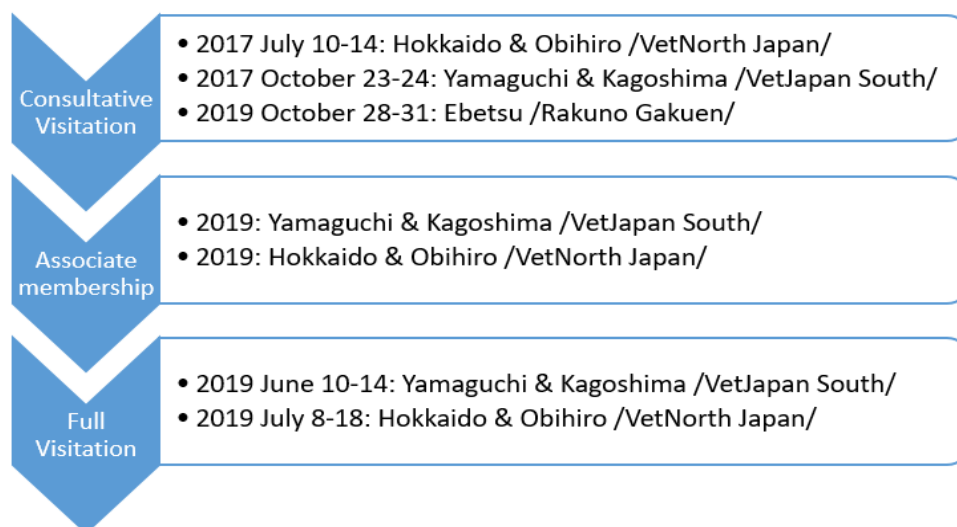 Consultative
Visitation
• 2017 July 10-14: Hokkaido & Obihiro /VetNorth Japan/
• 2017 October 23-24: Yamaguchi & Kagoshima /VetJapan South/
• 2019 October 28-31: Ebetsu /Rakuno Gakuen/
Associate
membership
• 2019: Yamaguchi & Kagoshima /VetJapan South/
• 2019: Hokkaido & Obihiro /VetNorth Japan/
Full
Visitation
• 2019 June 10-14: Yamaguchi & Kagoshima /VetJapan South/
• 2019 July 8-18: Hokkaido & Obihiro /VetNorth Japan/